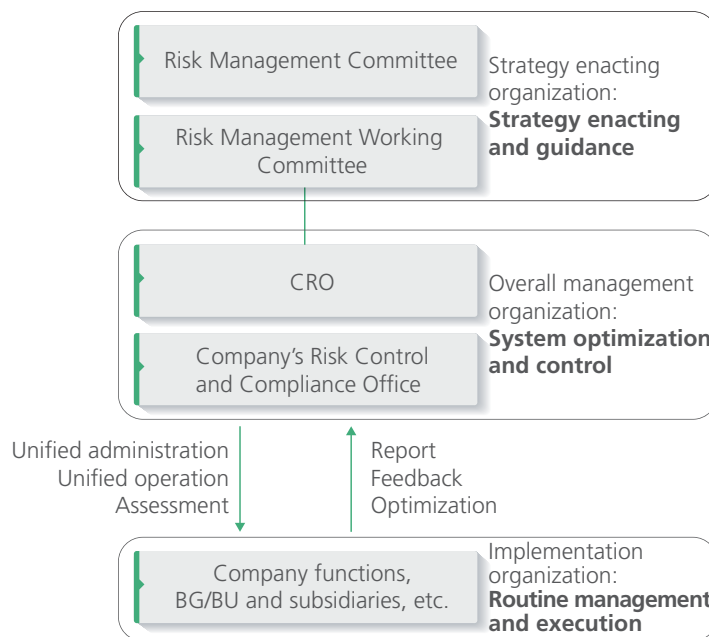 Risk Management Committee
Strategy enacting
organization:
Strategy enacting
and guidance
Risk Management Working
Committee
CRO
Overall management
organization:
System optimization
and control
Company’s Risk Control
and Compliance Office
Unified administration
Unified operation
Assessment
Report
Feedback
Optimization
Company functions,
BG/BU and subsidiaries, etc.
Implementation
organization:
Routine management
and execution